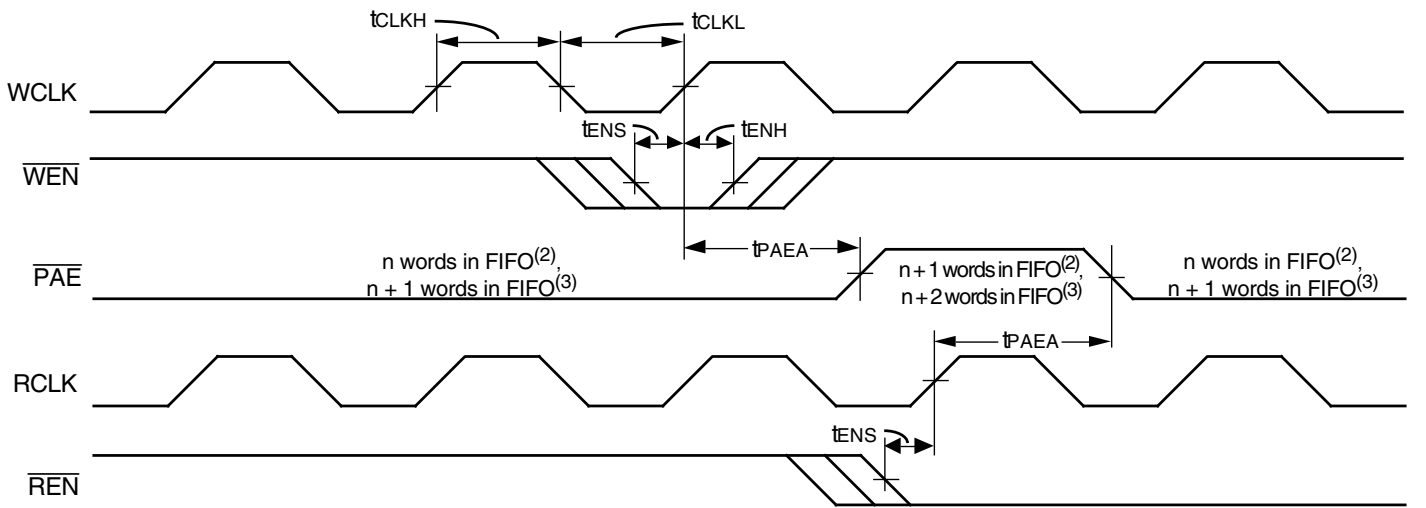 tCLKH
tCLKL
WCLK
tENS
tENH
WEN
tPAEA
PAE
n words in FIFO(2),
n + 1 words in FIFO(3)
n + 1 words in FIFO(2),
n + 2 words in FIFO(3)
n words in FIFO(2),
n + 1 words in FIFO(3)
tPAEA
RCLK
tENS
REN